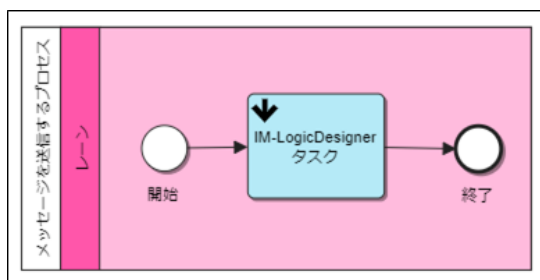 メッセージを送信するプロセス
レーン
開始
IM-LogicDesigner
タスク
終了